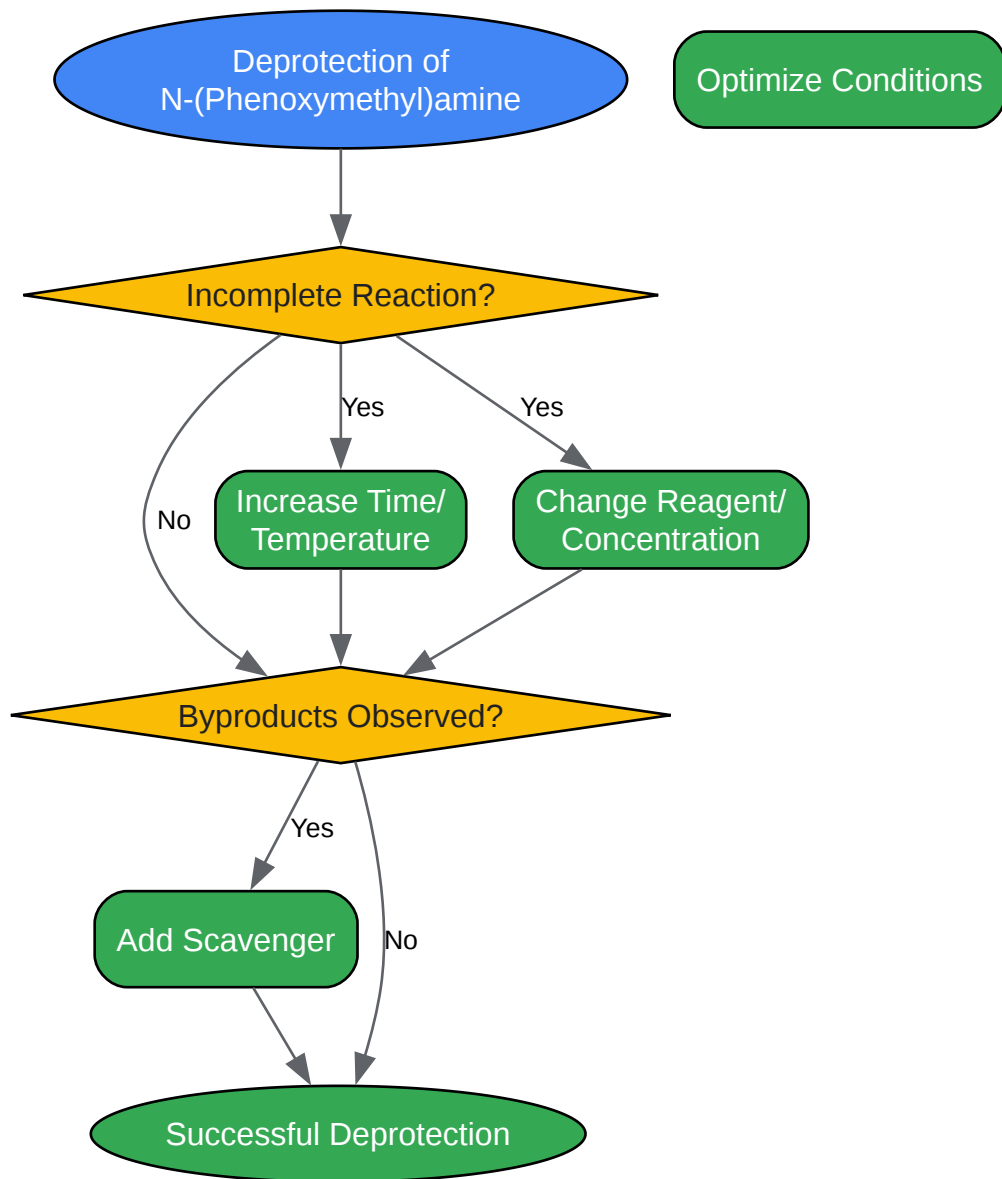 Deprotection of
N-(Phenoxymethyl)amine
Optimize Conditions
Incomplete Reaction?
Yes
Yes
No
Increase Time/
Temperature
Change Reagent/
Concentration
Byproducts Observed?
Yes
No
Add Scavenger
Successful Deprotection